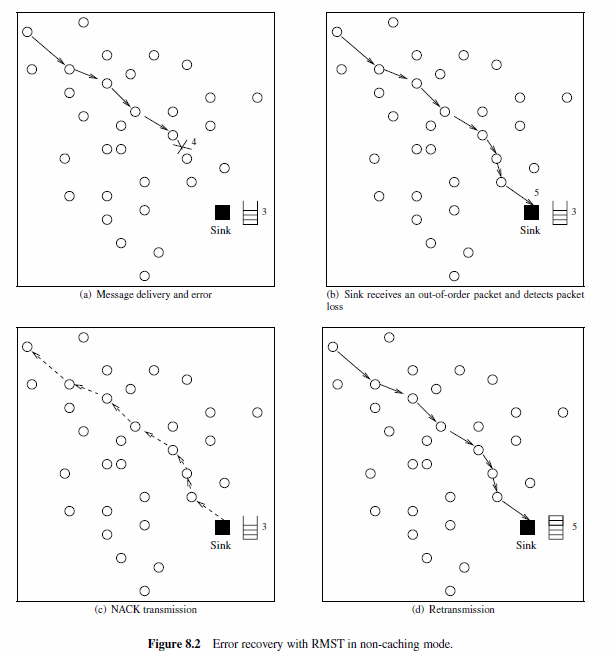 4
3
Sink
(a) Message delivery and error
5
3
Sink
(b) Sink receives an out-of-order packet and detects packet
loss
3
Sink
(c) NACK transmission
5
Sink
(d) Retransmission
Figure 8.2 Error recovery with RMST in non-caching mode.